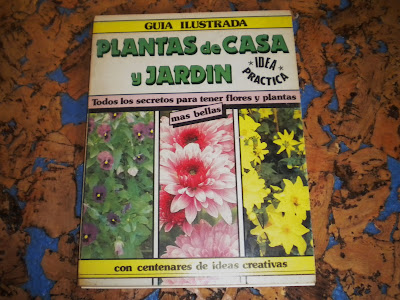 GUIA ILUSTRADA
PLANTAS de CASA
y JARDIN
IDEA
PRACTICA
Todos los secretos para tener flores y plantas
mas bellas
con centenares de ideas creativas